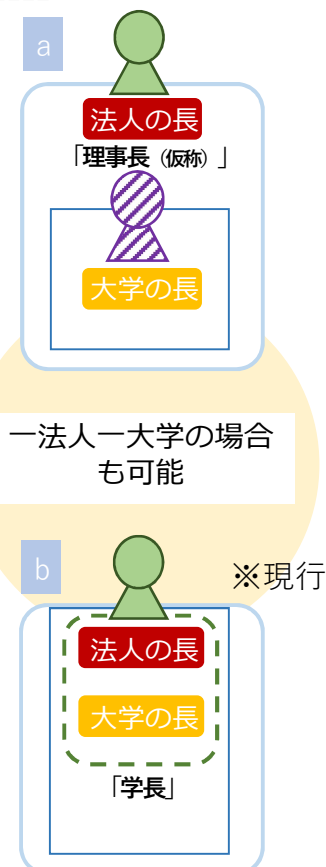 a
法人の長
「理事長（仮称）」
大学の長
一法人一大学の場合
も可能
b
※現行
法人の長
大学の長
「学長」